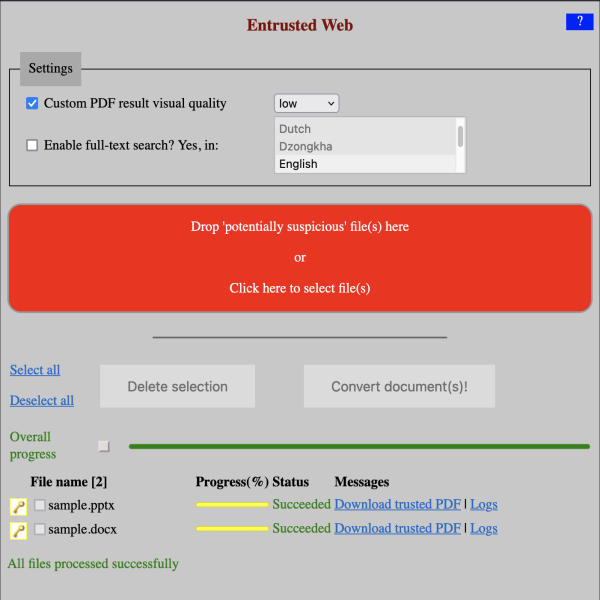 Entrusted Web
?
Settings
Custom PDF result visual quality
low
Enable full-text search? Yes, in:
Dutch
Dzongkha
English
Drop 'potentially suspicious' file(s) here
or
Click here to select file(s)
Select all
Deselect all
Delete selection
Convert document(s)!
Overall
progress
File name [2] Progress(%) Status Messages
sample.pptx Succeeded Download trusted PDF | Logs
sample.docx Succeeded Download trusted PDF | Logs
All files processed successfully